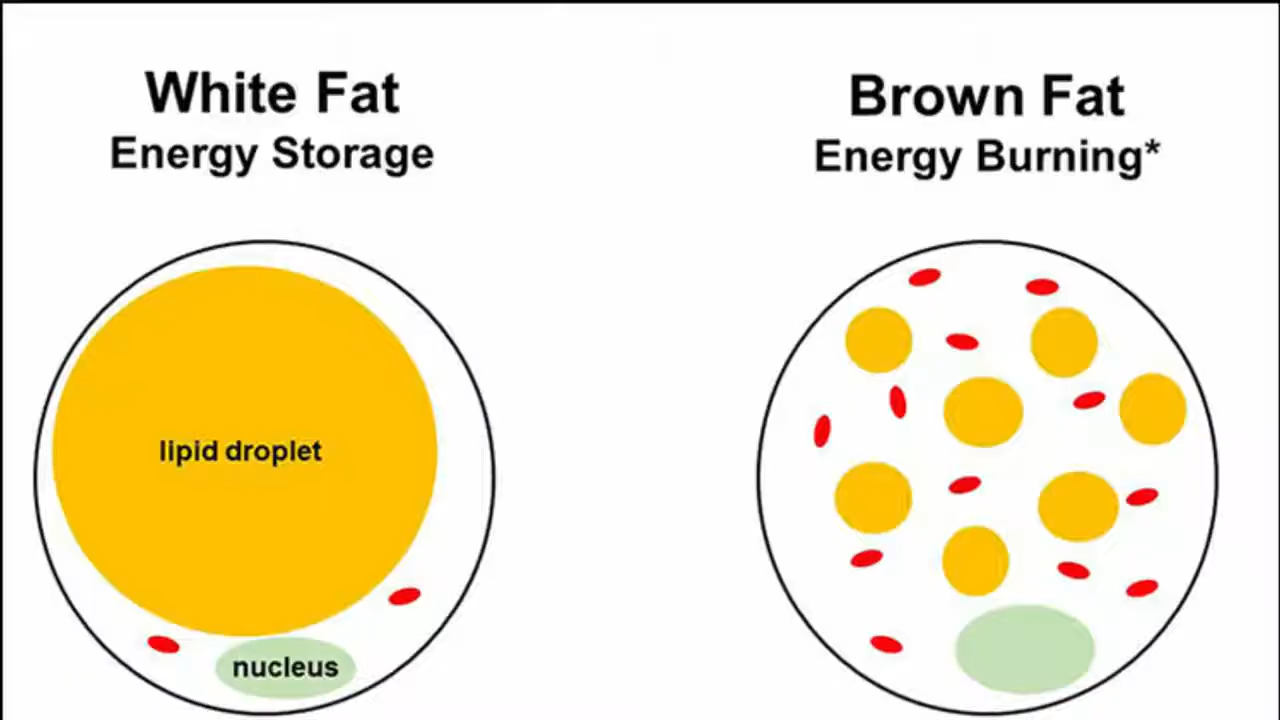 White Fat
Energy Storage
Brown Fat
Energy Burning*
lipid droplet
nucleus